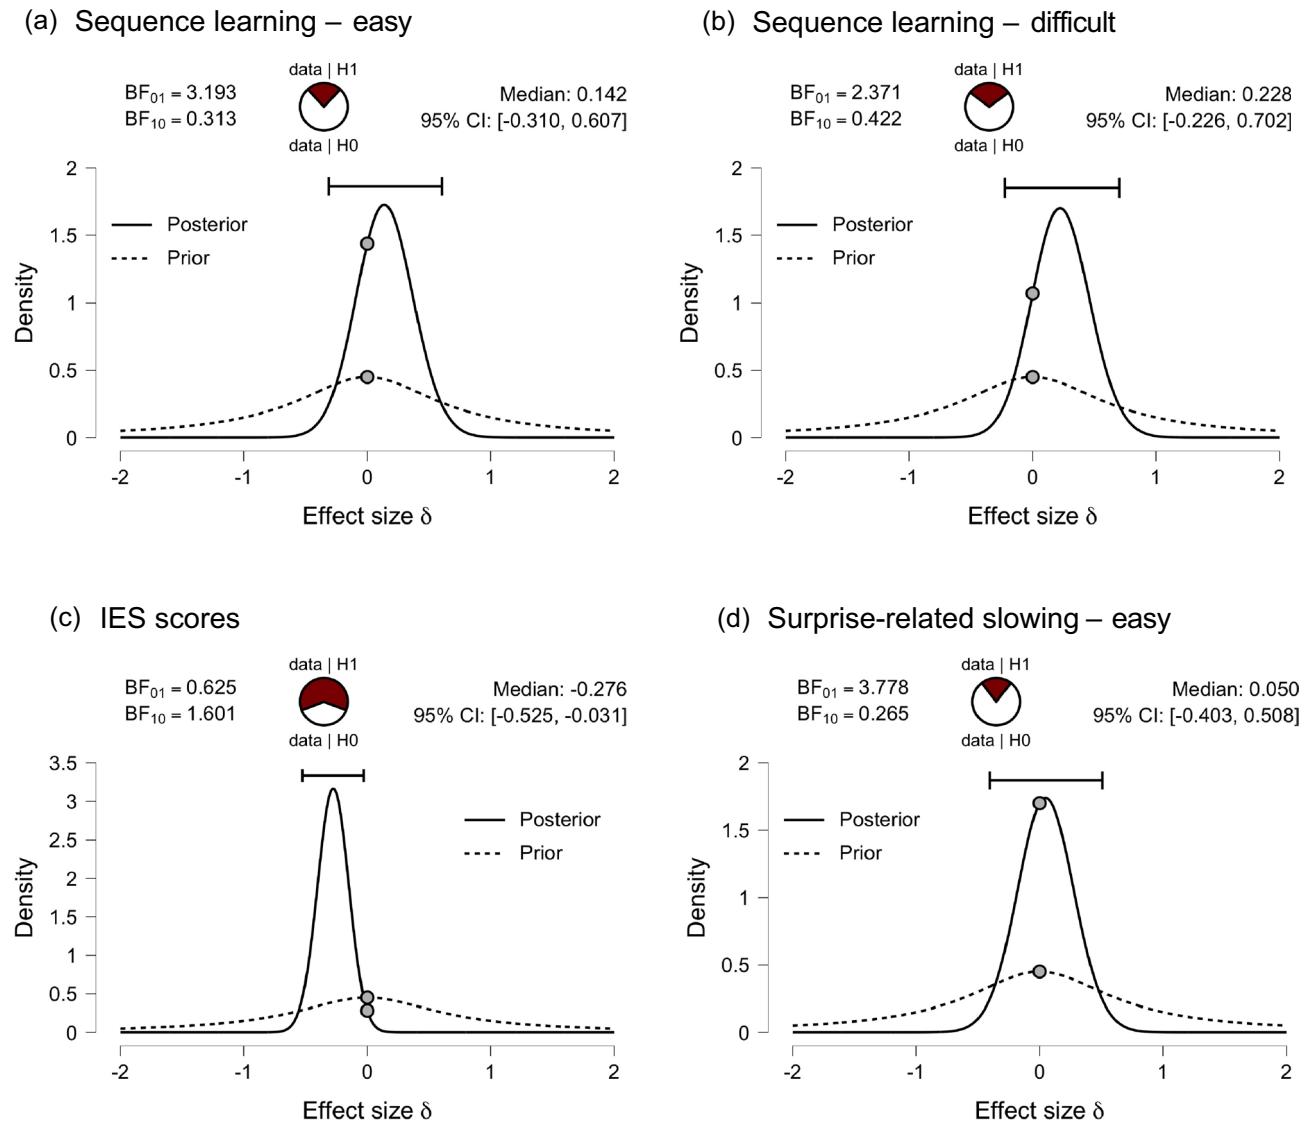 (a) Sequence learning – easy
data | H1
BF01 = 3.193
BF10 = 0.313
Median: 0.142
95% CI: [-0.310, 0.607]
data | H0
2
1.5
1
0.5
0
Density
Posterior
Prior
-2 -1 0 1 2
Effect size δ
(b) Sequence learning – difficult
data | H1
BF01 = 2.371
BF10 = 0.422
Median: 0.228
95% CI: [-0.226, 0.702]
data | H0
2
1.5
1
0.5
0
Density
Posterior
Prior
-2 -1 0 1 2
Effect size δ
(c) IES scores
data | H1
BF01 = 0.625
BF10 = 1.601
Median: -0.276
95% CI: [-0.525, -0.031]
data | H0
3.5
3
2.5
2
1.5
1
0.5
0
Density
Posterior
Prior
-2 -1 0 1 2
Effect size δ
(d) Surprise-related slowing – easy
data | H1
BF01 = 3.778
BF10 = 0.265
Median: 0.050
95% CI: [-0.403, 0.508]
data | H0
2
1.5
1
0.5
0
Density
Posterior
Prior
-2 -1 0 1 2
Effect size δ